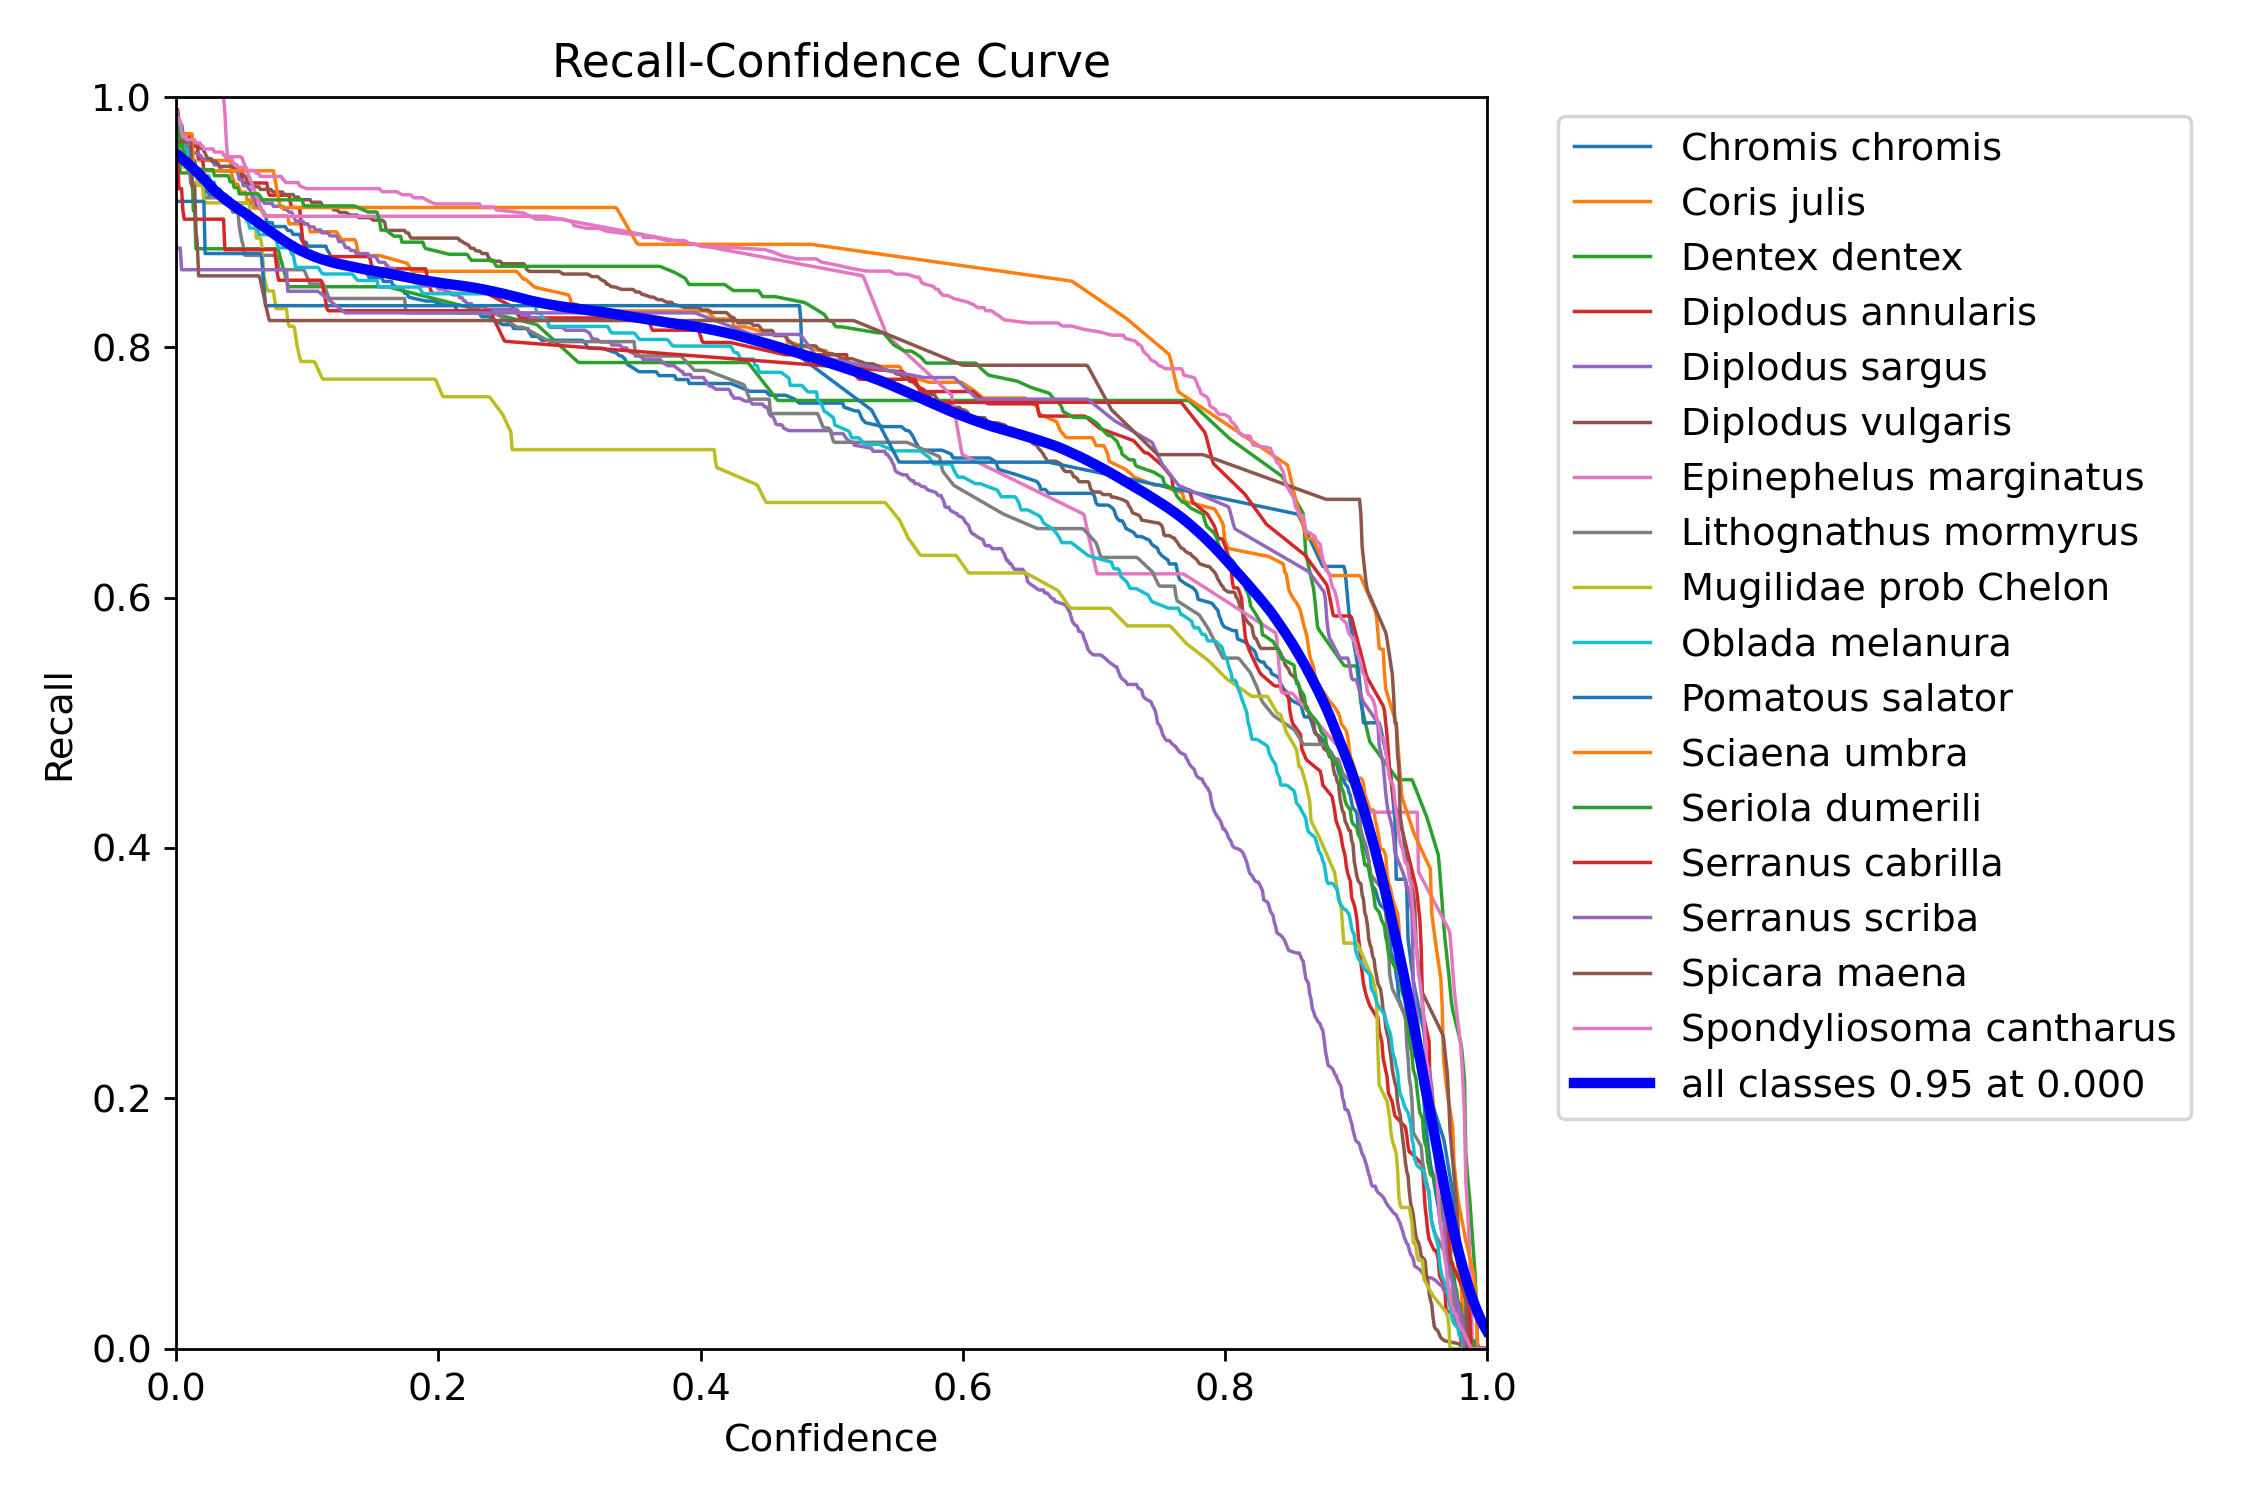 Recall-Confidence Curve
1.0
0.8
0.6
0.4
0.2
0.0
Recall
0.0 0.2 0.4 0.6 0.8 1.0
Confidence
Chromis chromis
Coris julis
Dentex dentex
Diplodus annularis
Diplodus sargus
Diplodus vulgaris
Epinephelus marginatus
Lithognathus mormyrus
Mugilidae prob Chelon
Oblada melanura
Pomatous salator
Sciaena umbra
Seriola dumerili
Serranus cabrilla
Serranus scriba
Spicara maena
Spondyliosoma cantharus
all classes 0.95 at 0.000